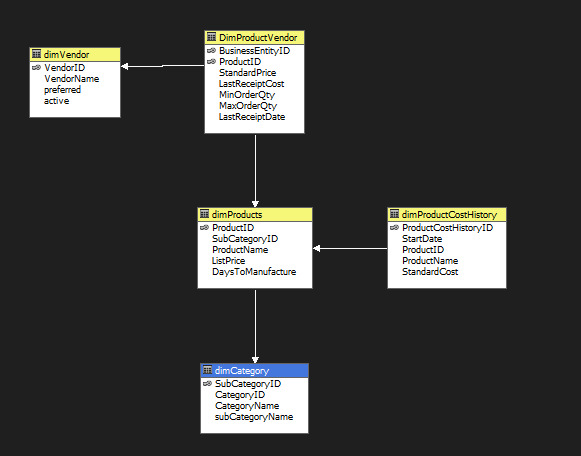 dimVendor
VendorID
VendorName
preferred
active
DimProductVendor
BusinessEntityID
ProductID
StandardPrice
LastReceiptCost
MinOrderQty
MaxOrderQty
LastReceiptDate
dimProducts
ProductID
SubCategoryID
ProductName
ListPrice
DaysToManufacture
dimProductCostHistory
ProductCostHistoryID
StartDate
ProductID
ProductName
StandardCost
dimCategory
SubCategoryID
CategoryID
CategoryName
subCategoryName